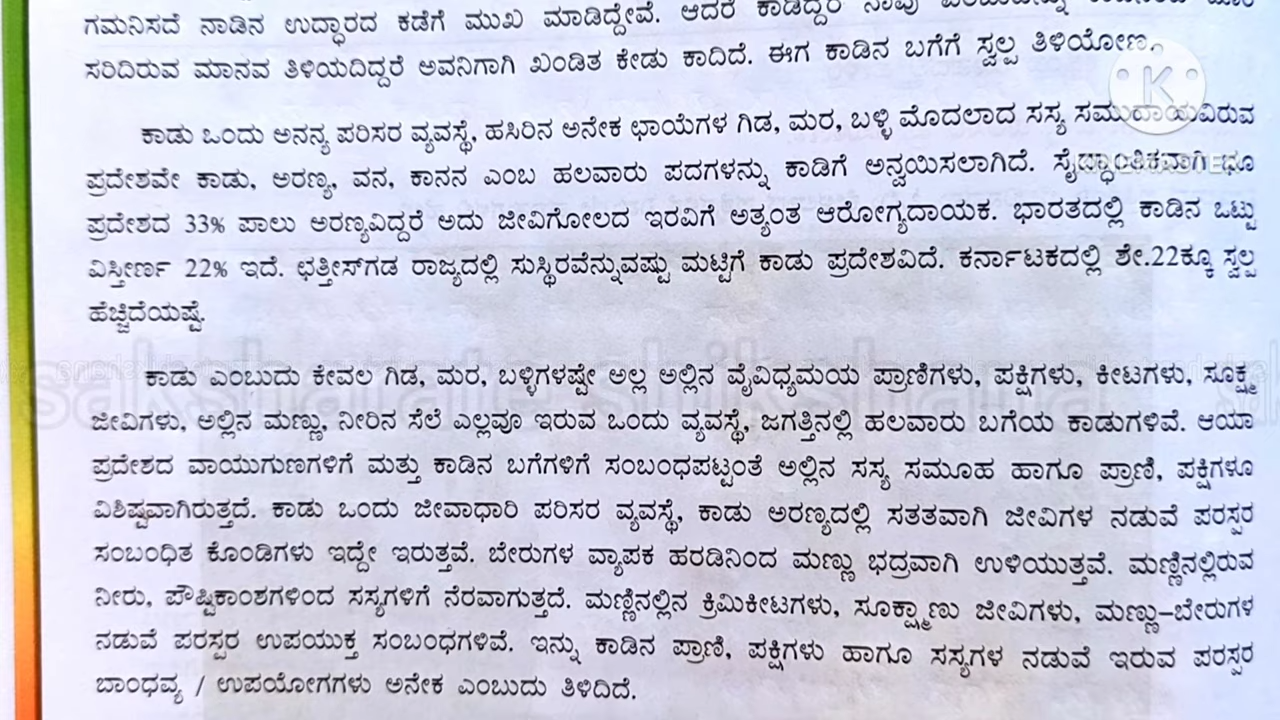 ಗಮನಿಸದೆ ನಾಡಿನ ಉದ್ಧಾರದ ಕಡೆಗೆ ಮುಖ ಮಾಡಿದ್ದೇವೆ. ಆದರೆ ಕಾಡಿದ್ದರೆ ನಾವು
ಸರಿದಿರುವ ಮಾನವ ತಿಳಿಯದಿದ್ದರೆ ಅವನಿಗಾಗಿ ಖಂಡಿತ ಕೇಡು ಕಾದಿದೆ. ಈಗ ಕಾಡಿನ ಬಗೆಗೆ ಸ್ವಲ್ಪ ತಿಳಿಯೋಣ.
K
ಕಾಡು ಒಂದು ಅನನ್ಯ ಪರಿಸರ ವ್ಯವಸ್ಥೆ, ಹಸಿರಿನ ಅನೇಕ ಛಾಯೆಗಳ ಗಿಡ, ಮರ, ಬಳ್ಳಿ ಮೊದಲಾದ ಸಸ್ಯ ಸಮುದಾಯವಿರುವ
ಪ್ರದೇಶವೇ ಕಾಡು, ಅರಣ್ಯ, ವನ, ಕಾನನ ಎಂಬ ಹಲವಾರು ಪದಗಳನ್ನು ಕಾಡಿಗೆ ಅನ್ವಯಿಸಲಾಗಿದೆ. ಸೈದ್ಧಾಂತಿಕವಾಗಿ ಭೂ
ಪ್ರದೇಶದ 33% ಪಾಲು ಅರಣ್ಯವಿದ್ದರೆ ಅದು ಜೀವಿಗೋಲದ ಇರವಿಗೆ ಅತ್ಯಂತ ಆರೋಗ್ಯದಾಯಕ. ಭಾರತದಲ್ಲಿ ಕಾಡಿನ ಒಟ್ಟು
ವಿಸ್ತೀರ್ಣ 22% ಇದೆ. ಛತ್ತೀಸ್‌ಗಡ ರಾಜ್ಯದಲ್ಲಿ ಸುಸ್ಥಿರವೆನ್ನುವಷ್ಟು ಮಟ್ಟಿಗೆ ಕಾಡು ಪ್ರದೇಶವಿದೆ. ಕರ್ನಾಟಕದಲ್ಲಿ ಶೇ.22ಕ್ಕೂ ಸ್ವಲ್ಪ
ಹೆಚ್ಚಿದೆಯಷ್ಟೆ.
ಕಾಡು ಎಂಬುದು ಕೇವಲ ಗಿಡ, ಮರ, ಬಳ್ಳಿಗಳಷ್ಟೇ ಅಲ್ಲ ಅಲ್ಲಿನ ವೈವಿಧ್ಯಮಯ ಪ್ರಾಣಿಗಳು, ಪಕ್ಷಿಗಳು, ಕೀಟಗಳು, ಸೂಕ್ಷ್ಮ
ಜೀವಿಗಳು, ಅಲ್ಲಿನ ಮಣ್ಣು, ನೀರಿನ ಸೆಲೆ ಎಲ್ಲವೂ ಇರುವ ಒಂದು ವ್ಯವಸ್ಥೆ, ಜಗತ್ತಿನಲ್ಲಿ ಹಲವಾರು ಬಗೆಯ ಕಾಡುಗಳಿವೆ. ಆಯಾ
ಪ್ರದೇಶದ ವಾಯುಗುಣಗಳಿಗೆ ಮತ್ತು ಕಾಡಿನ ಬಗೆಗಳಿಗೆ ಸಂಬಂಧಪಟ್ಟಂತೆ ಅಲ್ಲಿನ ಸಸ್ಯ ಸಮೂಹ ಹಾಗೂ ಪ್ರಾಣಿ, ಪಕ್ಷಿಗಳೂ
ವಿಶಿಷ್ಟವಾಗಿರುತ್ತದೆ. ಕಾಡು ಒಂದು ಜೀವಾಧಾರಿ ಪರಿಸರ ವ್ಯವಸ್ಥೆ, ಕಾಡು ಅರಣ್ಯದಲ್ಲಿ ಸತತವಾಗಿ ಜೀವಿಗಳ ನಡುವೆ ಪರಸ್ಪರ
ಸಂಬಂಧಿತ ಕೊಂಡಿಗಳು ಇದ್ದೇ ಇರುತ್ತವೆ. ಬೇರುಗಳ ವ್ಯಾಪಕ ಹರಡಿನಿಂದ ಮಣ್ಣು ಭದ್ರವಾಗಿ ಉಳಿಯುತ್ತವೆ. ಮಣ್ಣಿನಲ್ಲಿರುವ
ನೀರು, ಪೌಷ್ಟಿಕಾಂಶಗಳಿಂದ ಸಸ್ಯಗಳಿಗೆ ನೆರವಾಗುತ್ತದೆ. ಮಣ್ಣಿನಲ್ಲಿನ ಕ್ರಿಮಿಕೀಟಗಳು, ಸೂಕ್ಷ್ಮಾಣು ಜೀವಿಗಳು, ಮಣ್ಣು–ಬೇರುಗಳ
ನಡುವೆ ಪರಸ್ಪರ ಉಪಯುಕ್ತ ಸಂಬಂಧಗಳಿವೆ. ಇನ್ನು ಕಾಡಿನ ಪ್ರಾಣಿ, ಪಕ್ಷಿಗಳು ಹಾಗೂ ಸಸ್ಯಗಳ ನಡುವೆ ಇರುವ ಪರಸ್ಪರ
ಬಾಂಧವ್ಯ / ಉಪಯೋಗಗಳು ಅನೇಕ ಎಂಬುದು ತಿಳಿದಿದೆ.